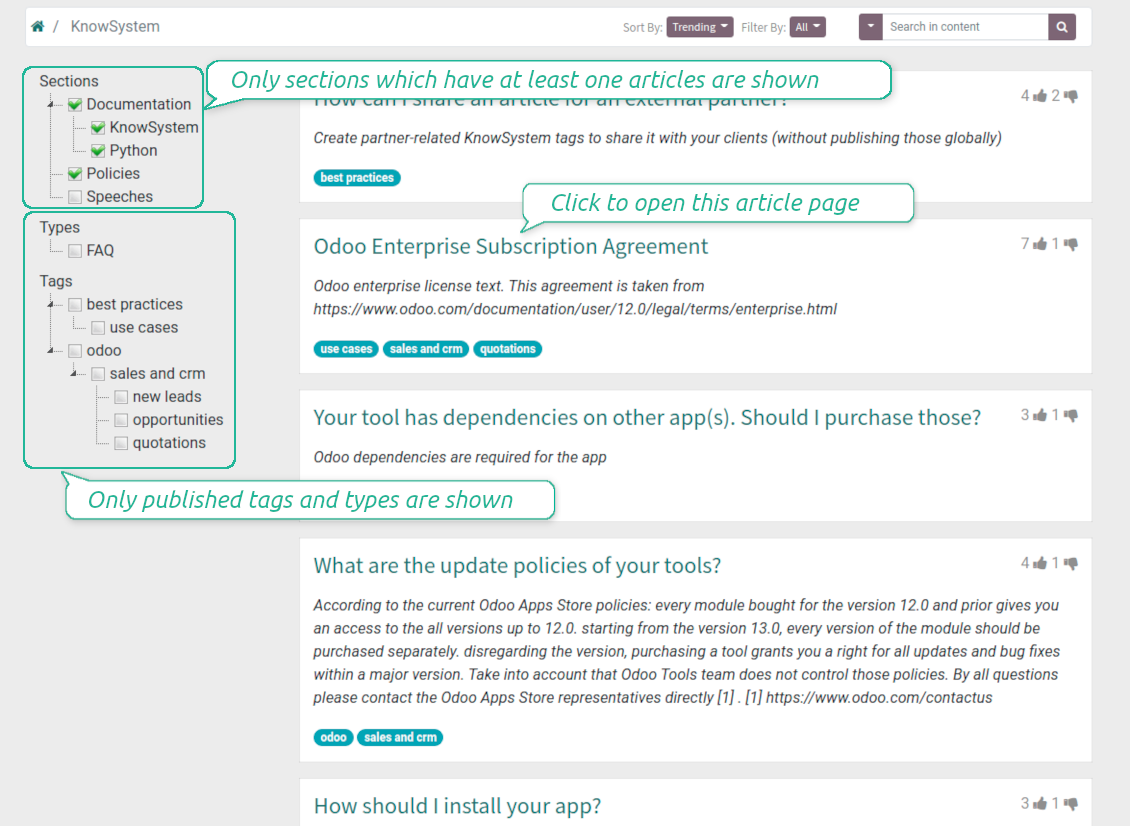 / KnowSystem
Sort By: Trending Filter By: All Search in content
Sections
Documentation
KnowSystem
Python
Policies
Speeches
Types
FAQ
Tags
best practices
use cases
odoo
sales and crm
new leads
opportunities
quotations
Only sections which have at least one articles are shown
How can I share an article for an external partner?
4 2
Create partner-related KnowSystem tags to share it with your clients (without publishing those globally)
best practices
Click to open this article page
Odoo Enterprise Subscription Agreement
7 1
Odoo enterprise license text. This agreement is taken from
https://www.odoo.com/documentation/user/12.0/legal/terms/enterprise.html
use cases sales and crm quotations
Your tool has dependencies on other app(s). Should I purchase those?
3 1
Odoo dependencies are required for the app
Only published tags and types are shown
What are the update policies of your tools?
4 1
According to the current Odoo Apps Store policies: every module bought for the version 12.0 and prior gives you
an access to the all versions up to 12.0. starting from the version 13.0, every version of the module should be
purchased separately. disregarding the version, purchasing a tool grants you a right for all updates and bug fixes
within a major version. Take into account that Odoo Tools team does not control those policies. By all questions
please contact the Odoo Apps Store representatives directly [1] . [1] https://www.odoo.com/contactus
odoo sales and crm
How should I install your app?
3 1